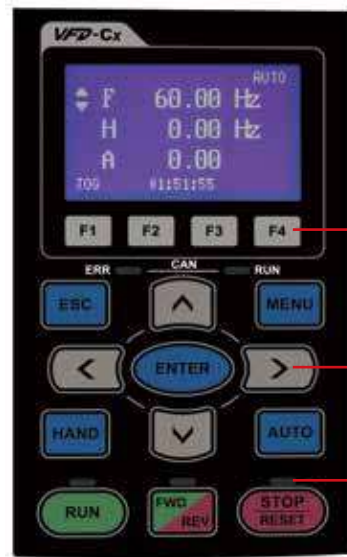 VFD-Cx
AUTO
F 60.00 Hz
H 0.00 Hz
A 0.00
TOG 01:51:55
F1 F2 F3 F4
ERR CAN RUN
ESC MENU
ENTER
HAND AUTO
RUN FWD REV STOP RESET